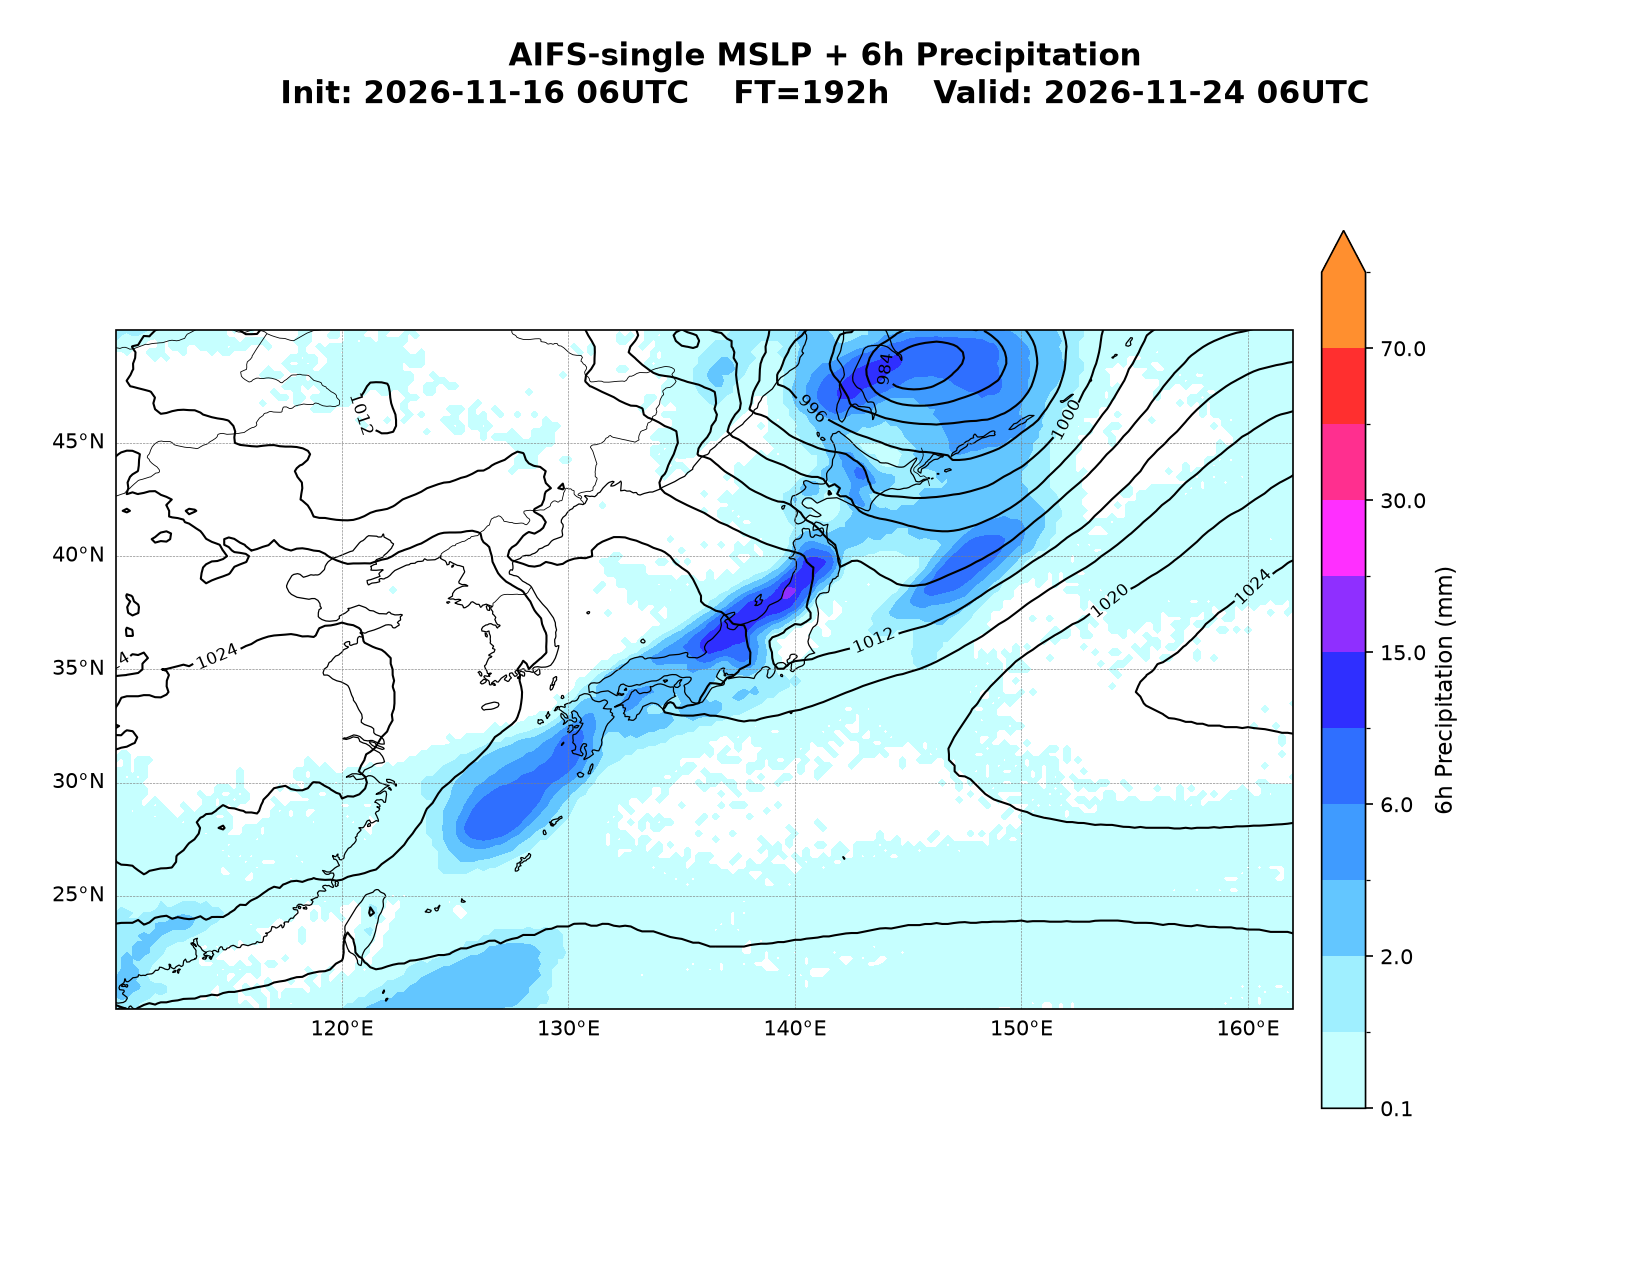 AIFS-single MSLP + 6h Precipitation
Init: 2026-11-16 06UTC    FT=192h    Valid: 2026-11-24 06UTC
45°N
40°N
35°N
30°N
25°N
120°E
130°E
140°E
150°E
160°E
1012
984
996
1000
1024
1020
1012
1024
70.0
30.0
15.0
6.0
2.0
0.1
6h Precipitation (mm)